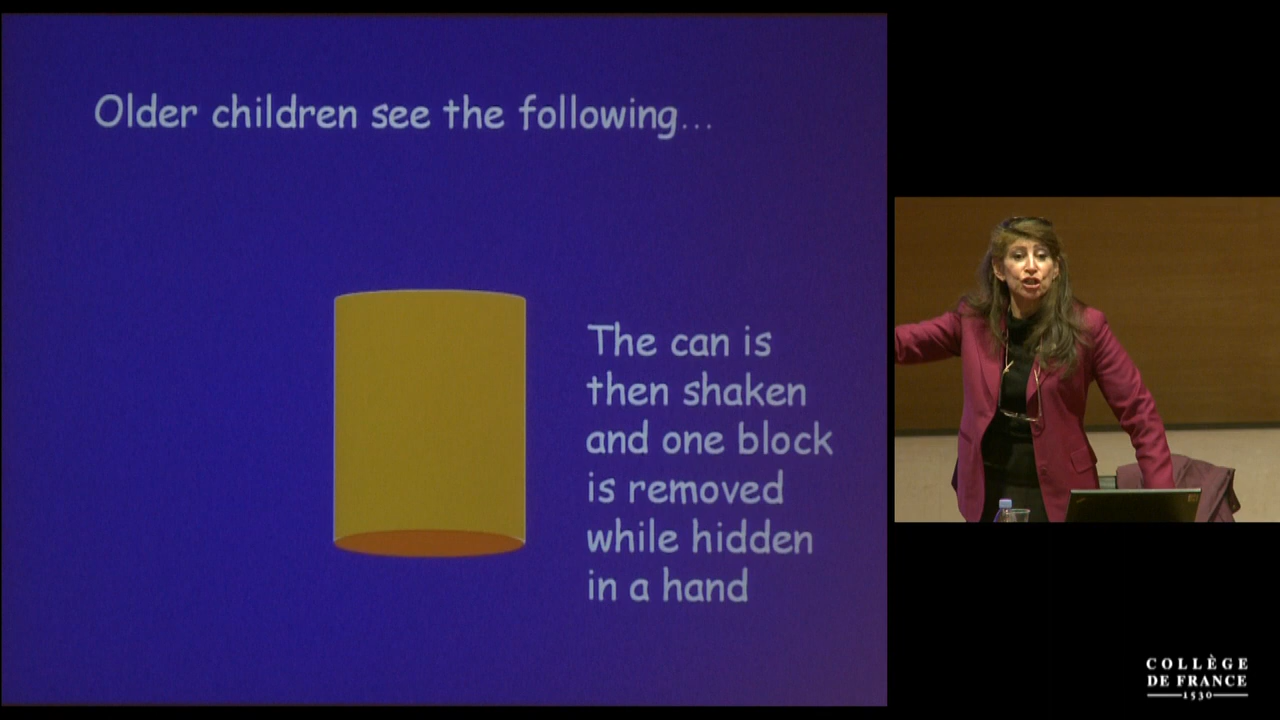 Older children see the following...
The can is
then shaken
and one block
is removed
while hidden
in a hand
COLLÈGE
DE FRANCE
1530